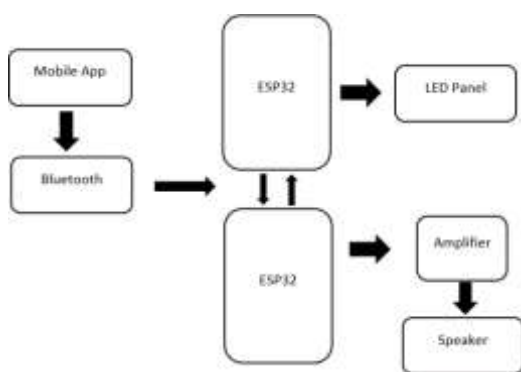 Mobile App
ESP32
LED Panel
Bluetooth
ESP32
Amplifier
Speaker